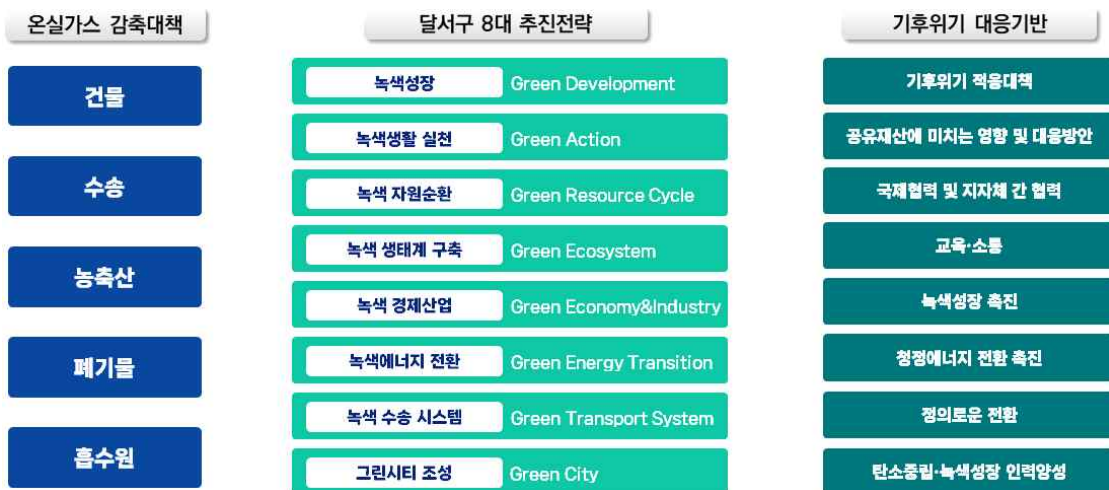 온실가스 감축대책
건물
수송
농축산
폐기물
흡수원
달서구 8대 추진전략
녹색성장 Green Development
녹색생활 실천 Green Action
녹색 자원순환 Green Resource Cycle
녹색 생태계 구축 Green Ecosystem
녹색 경제산업 Green Economy&Industry
녹색에너지 전환 Green Energy Transition
녹색 수송 시스템 Green Transport System
그린시티 조성 Green City
기후위기 대응기반
기후위기 적응대책
공유재산에 미치는 영향 및 대응방안
국제협력 및 지자체 간 협력
교육·소통
녹색성장 촉진
청정에너지 전환 촉진
정의로운 전환
탄소중립·녹색성장 인력양성